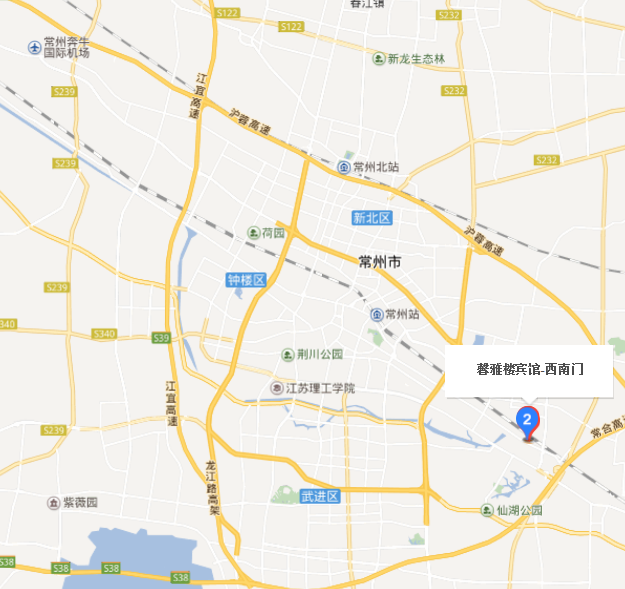 春江镇
S122
S232
S122
常州奔牛
国际机场
新龙生态林
江宜高速
S239
S232
沪蓉高速
S239
常州北站
S232
新北区
荷园
沪蓉高速
常州市
钟楼区
S239
常州站
340
S340
S39
荆川公园
馨雅楼宾馆-西南门
江苏理工学院
江宜高速
2
S239
常合高
龙江路高架
武进区
紫薇园
仙湖公园
S38
S38
S38
S38